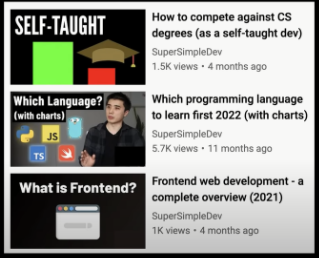 SELF-TAUGHT
How to compete against CS
degrees (as a self-taught dev)
SuperSimpleDev
1.5K views • 4 months ago
Which Language?
(with charts)
JS
TS
Which programming language
to learn first 2022 (with charts)
SuperSimpleDev
5.7K views • 11 months ago
What is Frontend?
Frontend web development - a
complete overview (2021)
SuperSimpleDev
1K views • 4 months ago